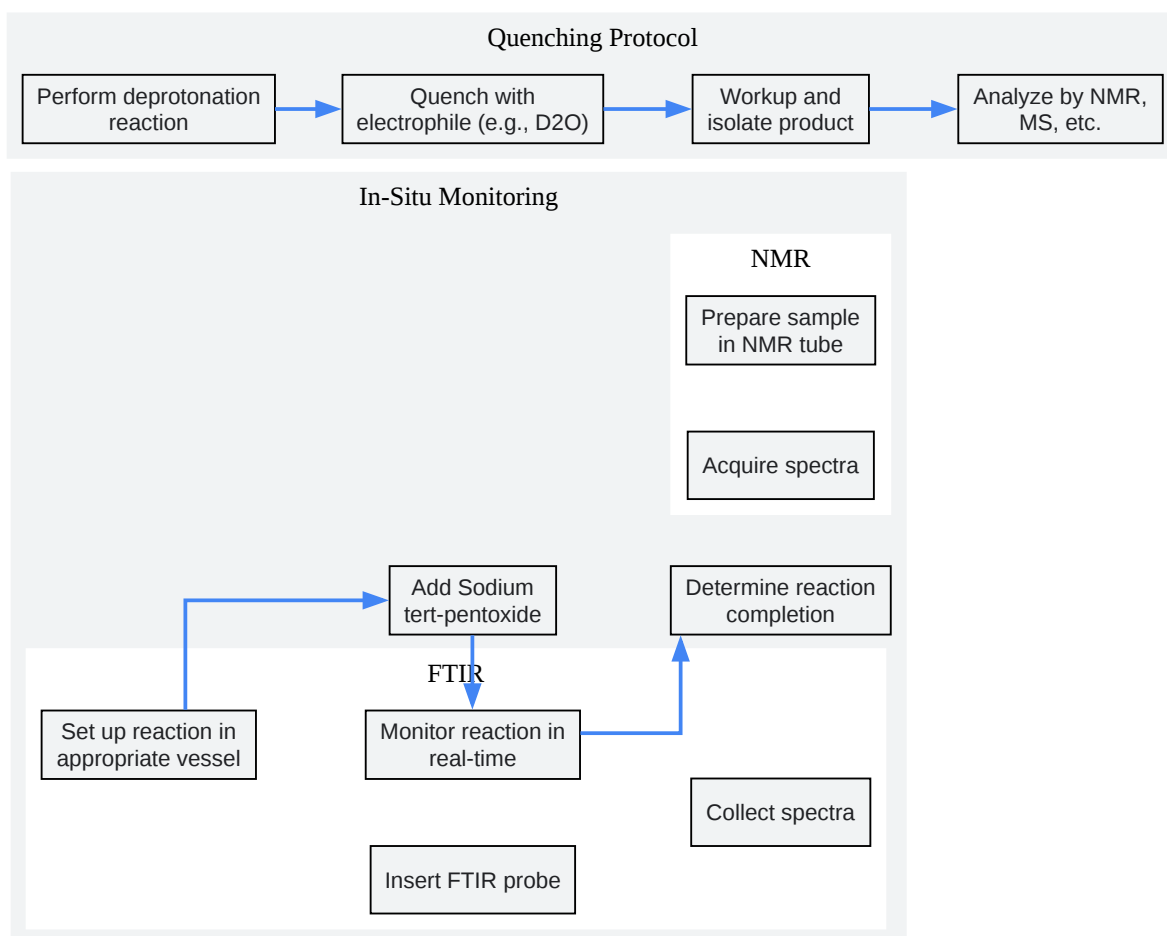 Quenching Protocol
Perform deprotonation
reaction
Quench with
electrophile (e.g., D2O)
Workup and
isolate product
Analyze by NMR,
MS, etc.
In-Situ Monitoring
NMR
Prepare sample
in NMR tube
Acquire spectra
Add Sodium
tert-pentoxide
Determine reaction
completion
FTIR
Set up reaction in
appropriate vessel
Monitor reaction in
real-time
Collect spectra
Insert FTIR probe